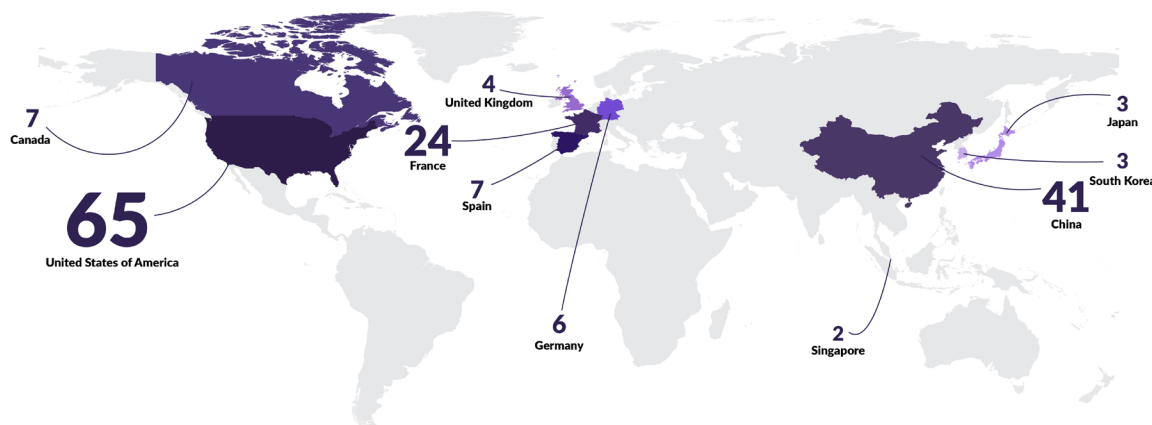 4
United Kingdom
3
Japan
7
Canada
24
France
3
South Korea
7
Spain
41
China
65
United States of America
6
Germany
2
Singapore